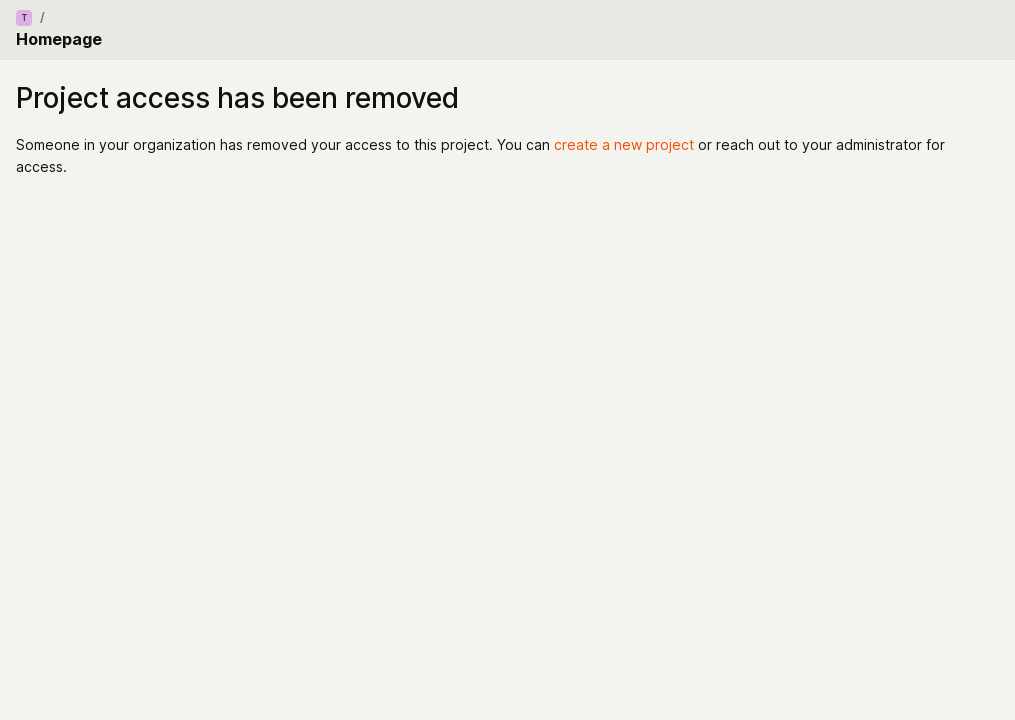 T /
Homepage
Project access has been removed
Someone in your organization has removed your access to this project. You can create a new project or reach out to your administrator for
access.